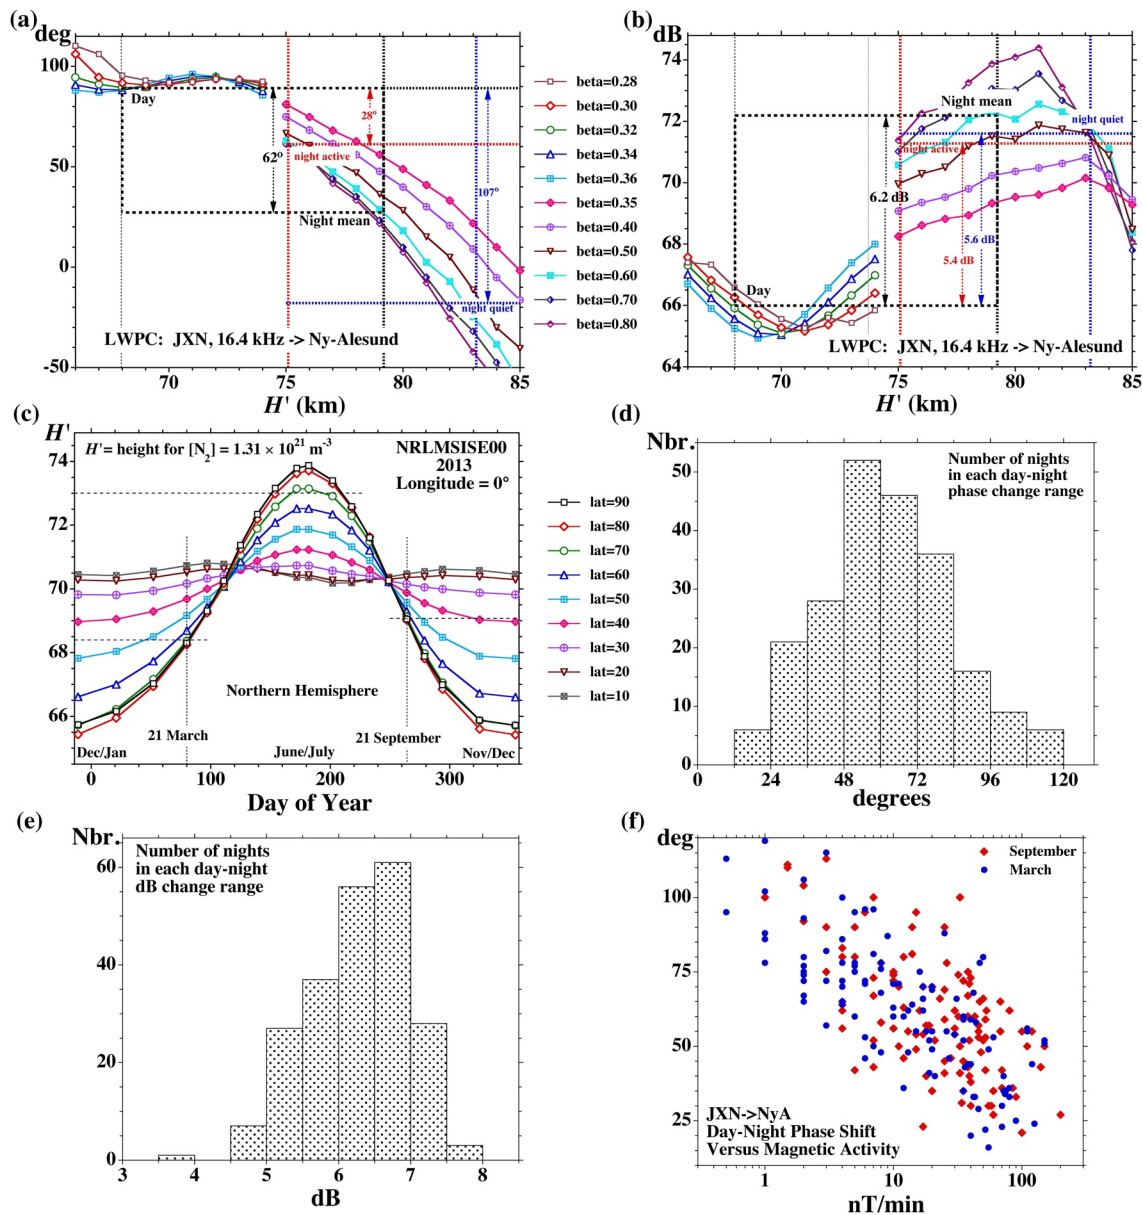 (a)
deg
100
50
0
-50
70
75
80
85
H' (km)
Day
62°
28°
night active
107°
Night mean
night quiet
LWPC: JXN, 16.4 kHz -> Ny-Alesund
beta=0.28
beta=0.30
beta=0.32
beta=0.34
beta=0.36
beta=0.35
beta=0.40
beta=0.50
beta=0.60
beta=0.70
beta=0.80
(b)
dB
74
72
70
68
66
64
70
75
80
85
H' (km)
Night mean
night quiet
night active
6.2 dB
5.6 dB
5.4 dB
Day
LWPC: JXN, 16.4 kHz -> Ny-Alesund
(c)
H'
H'= height for [N2] = 1.31 × 10^21 m^-3
NRLMSISE00
2013
Longitude = 0°
74
72
70
68
66
Northern Hemisphere
21 March
21 September
Dec/Jan
June/July
Nov/Dec
0
100
200
300
Day of Year
lat=90
lat=80
lat=70
lat=60
lat=50
lat=40
lat=30
lat=20
lat=10
(d)
Nbr.
Number of nights
in each day-night
phase change range
50
40
30
20
10
0
0
24
48
72
96
120
degrees
(e)
Nbr.
Number of nights
in each day-night
dB change range
60
40
20
0
3
4
5
6
7
8
dB
(f)
deg
September
March
100
75
50
25
JXN->NyA
Day-Night Phase Shift
Versus Magnetic Activity
1
10
100
nT/min